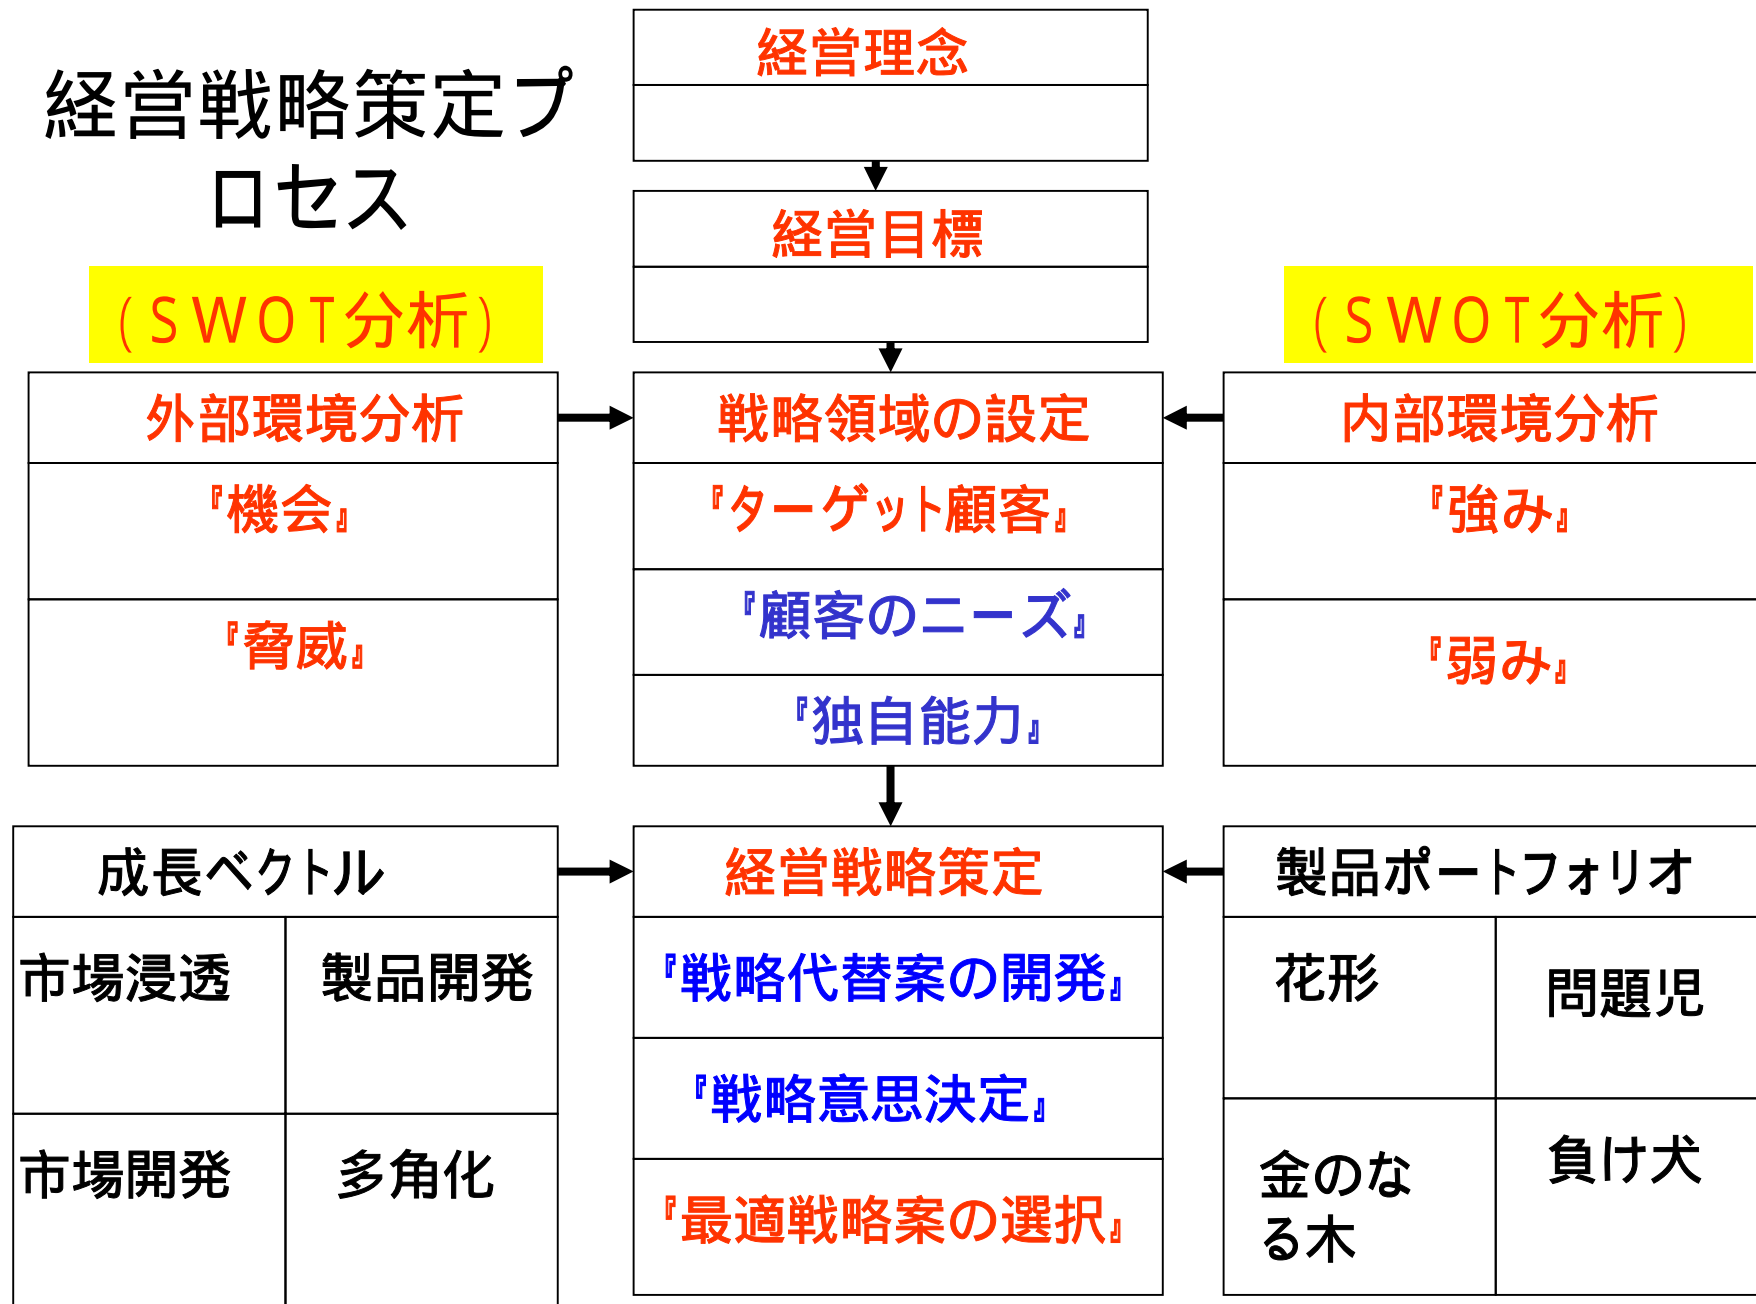 経営戦略策定プ
ロセス
経営理念
経営目標
（ＳＷＯＴ分析）
（ＳＷＯＴ分析）
外部環境分析
『機会』
『脅威』
戦略領域の設定
『ターゲット顧客』
『顧客のニーズ』
『独自能力』
内部環境分析
『強み』
『弱み』
成長ベクトル
市場浸透
製品開発
市場開発
多角化
経営戦略策定
『戦略代替案の開発』
『戦略意思決定』
『最適戦略案の選択』
製品ポートフォリオ
花形
問題児
金のな
る木
負け犬